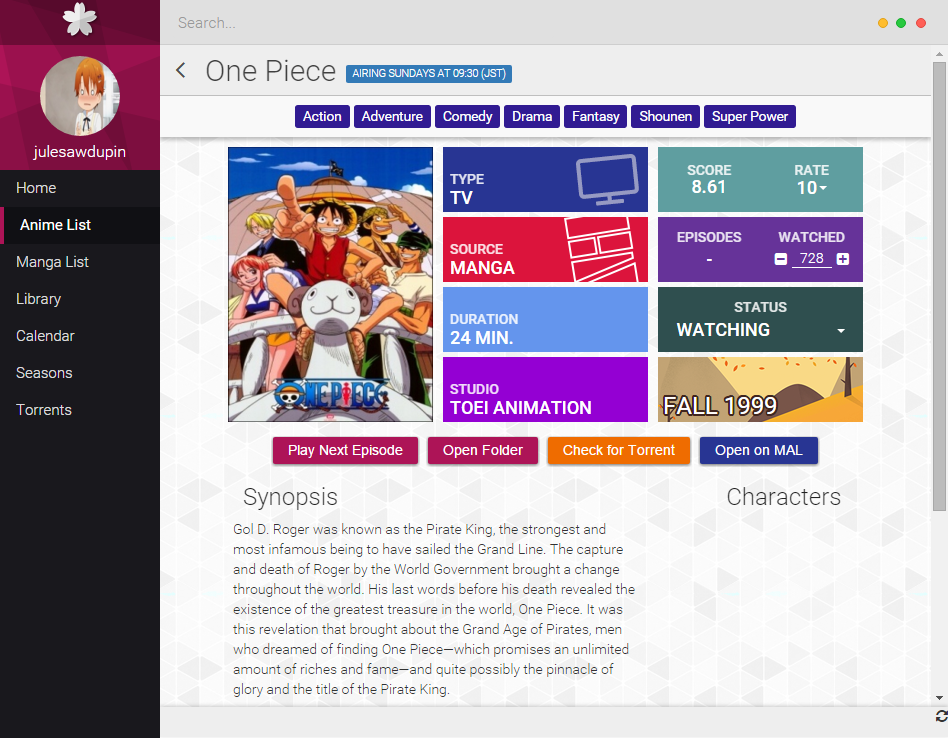 Search...
julesawdupin
Home
Anime List
Manga List
Library
Calendar
Seasons
Torrents
One Piece
AIRING SUNDAYS AT 09:30 (JST)
Action
Adventure
Comedy
Drama
Fantasy
Shounen
Super Power
ONE PIECE
TYPE
TV
SCORE
8.61
RATE
10
SOURCE
MANGA
EPISODES
-
WATCHED
728
DURATION
24 MIN.
STATUS
WATCHING
STUDIO
TOEI ANIMATION
FALL 1999
Play Next Episode
Open Folder
Check for Torrent
Open on MAL
Synopsis
Gol D. Roger was known as the Pirate King, the strongest and
most infamous being to have sailed the Grand Line. The capture
and death of Roger by the World Government brought a change
throughout the world. His last words before his death revealed the
existence of the greatest treasure in the world, One Piece. It was
this revelation that brought about the Grand Age of Pirates, men
who dreamed of finding One Piece—which promises an unlimited
amount of riches and fame—and quite possibly the pinnacle of
glory and the title of the Pirate King.
Characters